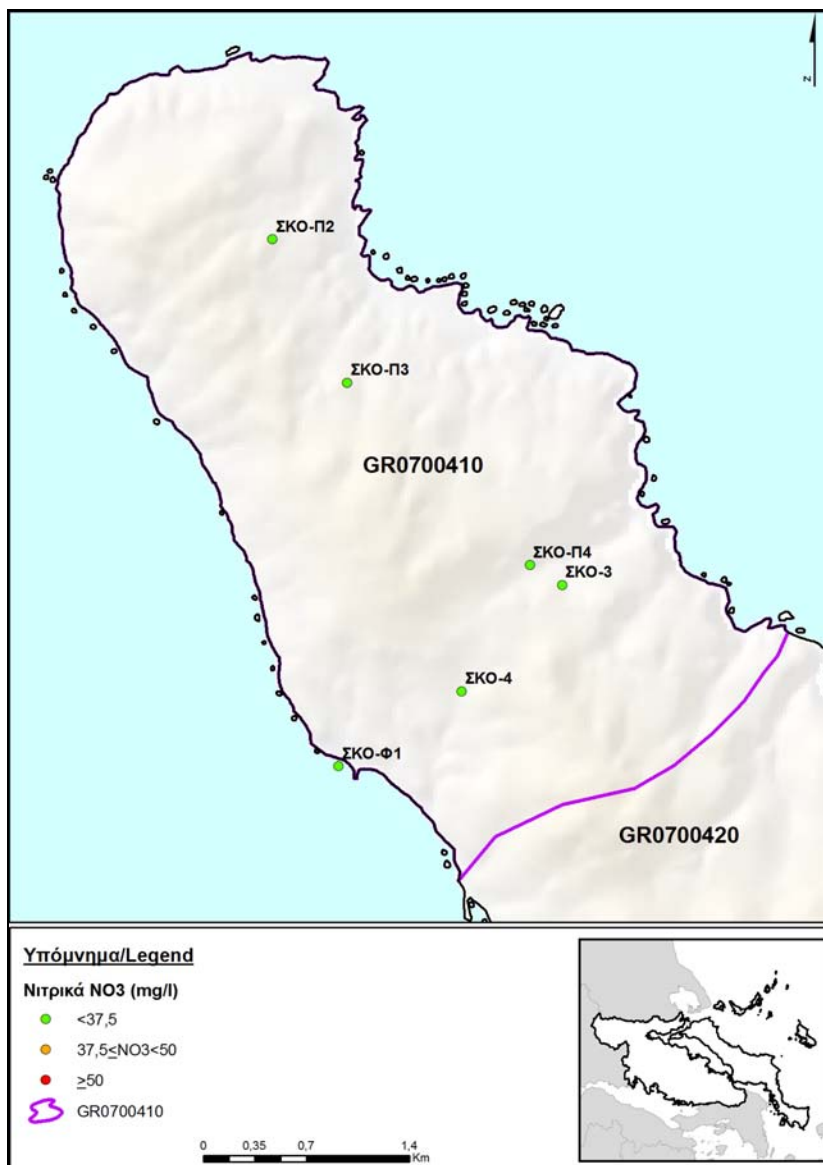 Z
ΣΚΟ-Π2
ΣΚΟ-Π3
GR0700410
ΣΚΟ-Π4
ΣΚΟ-3
ΣΚΟ-4
ΣΚΟ-Φ1
GR0700420
Υπόμνημα/Legend
Νιτρικά NO3 (mg/l)
<37,5
37,5≤NO3<50
≥50
GR0700410
0 0,35 0,7 1,4
Km